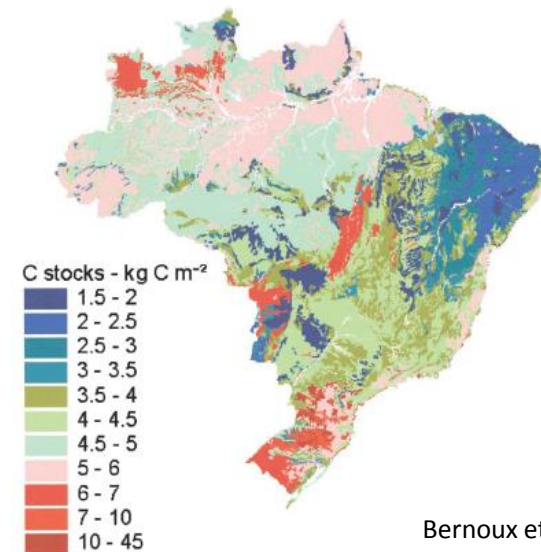 C stocks - kg C m⁻²
1.5 - 2
2 - 2.5
2.5 - 3
3 - 3.5
3.5 - 4
4 - 4.5
4.5 - 5
5 - 6
6 - 7
7 - 10
10 - 45
Bernoux et